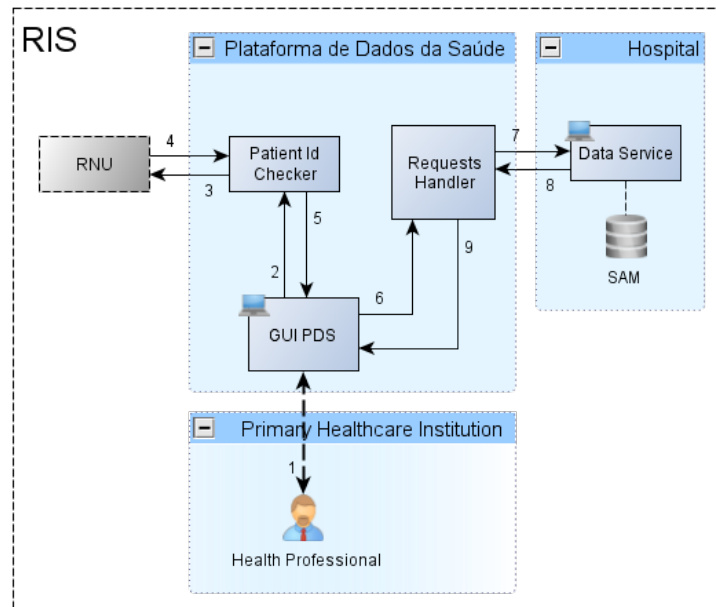 RIS
Plataforma de Dados da Saúde
Hospital
RNU
4
3
Patient Id
Checker
Requests
Handler
7
8
Data Service
2
5
6
9
SAM
GUI PDS
Primary Healthcare Institution
1
Health Professional